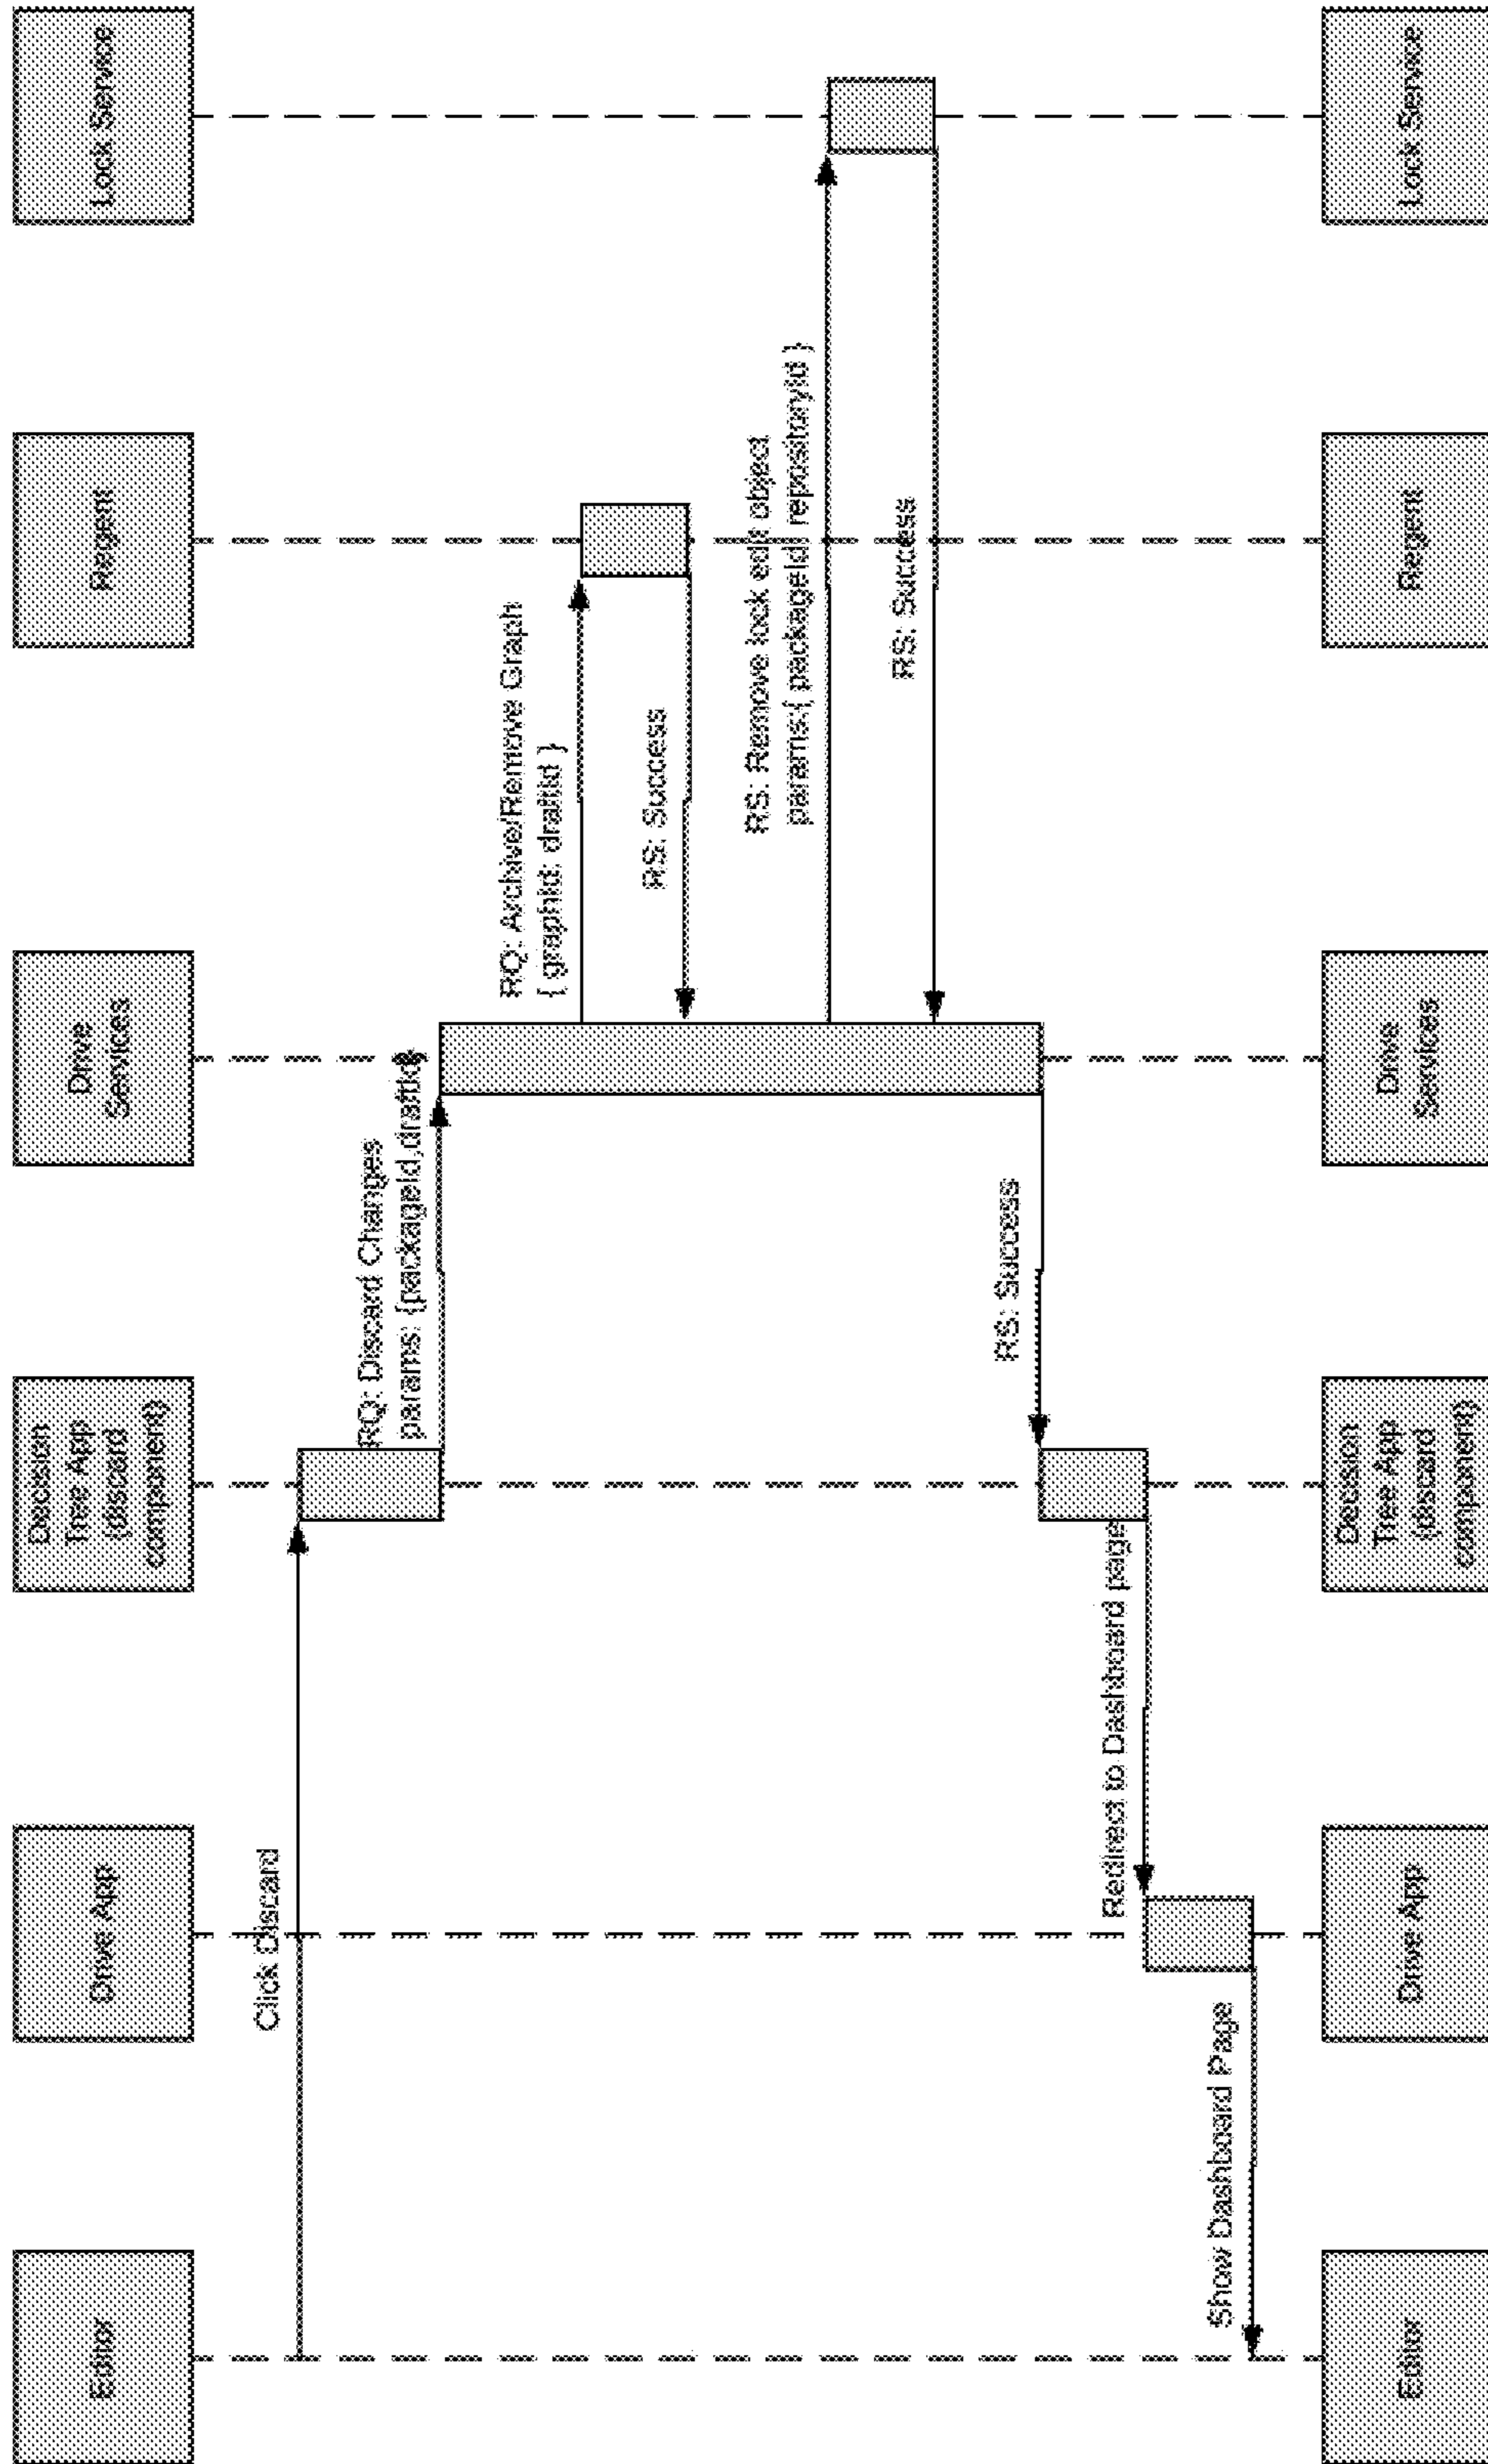 Editor
Drive App
Decision
Tree App
(discard
component)
Drive
Services
Regent
Lock Service
Click Discard
RQ: Discard Changes
params: {packageId,draftId}
RQ: Archive/Remove Graph
{ graphId: draftId }
RS: Success
RS: Remove lock edit object
params:{ packageId, repositoryId }
RS: Success
RS: Success
Redirect to Dashboard page
Show Dashboard Page
Editor
Drive App
Decision
Tree App
(discard
component)
Drive
Services
Regent
Lock Service